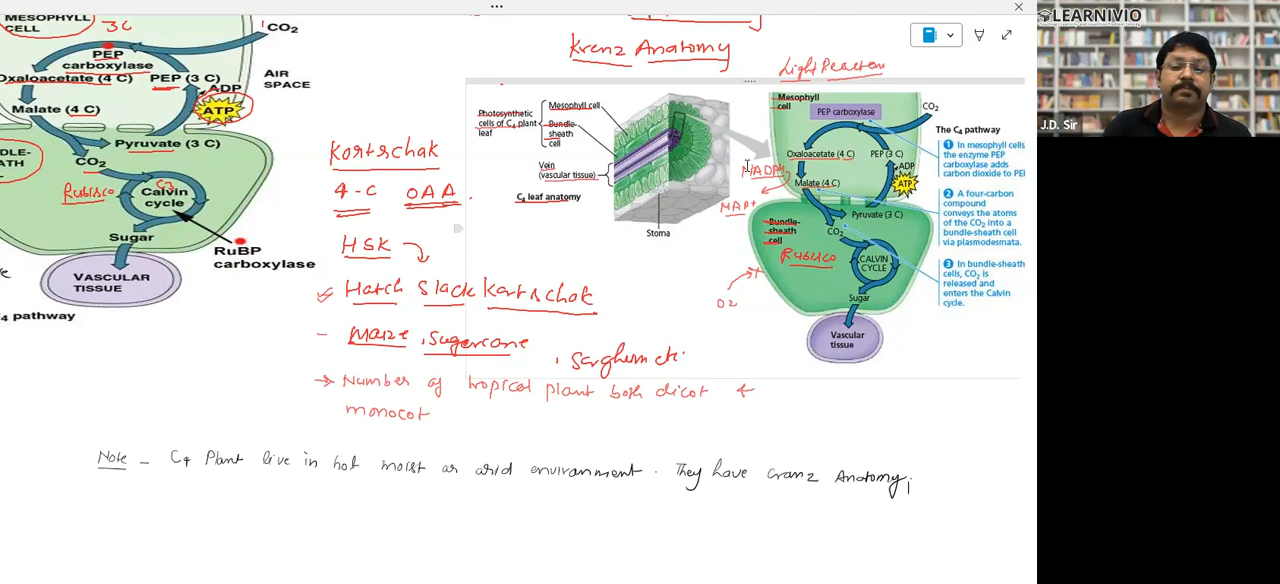 MESOPHYLL
CELL
3C
CO2
PEP
carboxylase
Oxaloacetate (4 C)
PEP (3 C)
ADP
AIR
SPACE
Malate (4 C)
ATP
Pyruvate (3 C)
DLE-
ATH
CO2
Rubisco
C3
Calvin
cycle
Sugar
RuBP
carboxylase
VASCULAR
TISSUE
4 pathway
Krenz Anatomy
Light Reaction
Kortschak
4-C OAA
HSK
Hatch Slack Kortschak
- Maize, Sugarcane, Sorghum etc.
→ Number of tropical plant both dicot &
monocot
Note - C4 Plant live in hot moist or arid environment. They have Cranz Anatomy,
Photosynthetic
cells of C4 plant
leaf
Mesophyll cell
Bundle-
sheath
cell
Vein
(vascular tissue)
C4 leaf anatomy
Stoma
Mesophyll
cell
PEP carboxylase
CO2
Oxaloacetate (4 C)
PEP (3 C)
ADP
Malate (4 C)
ATP
Pyruvate (3 C)
Bundle-
sheath
cell
CO2
Rubisco
CALVIN
CYCLE
O2
Sugar
Vascular
tissue
The C4 pathway
1 In mesophyll cells
the enzyme PEP
carboxylase adds
carbon dioxide to PEP
2 A four-carbon
compound
conveys the atoms
of the CO2 into a
bundle-sheath cell
via plasmodesmata.
3 In bundle-sheath
cells, CO2 is
released and
enters the Calvin
cycle.
LEARNIVIO
J.D. Sir